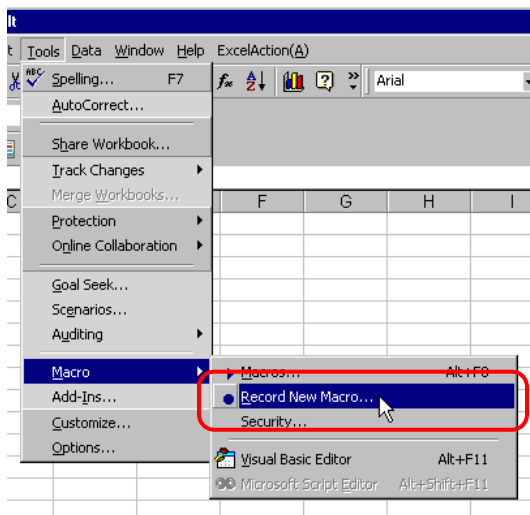 lt
t Tools Data Window Help ExcelAction(A)
ABC Spelling... F7 Arial
AutoCorrect...
Share Workbook...
Track Changes
Merge Workbooks...
C F G H I
Protection
Online Collaboration
Goal Seek...
Scenarios...
Auditing
Macro Macros... Alt+F8
Add-Ins... Record New Macro...
Customize... Security...
Options... Visual Basic Editor Alt+F11
Microsoft Script Editor Alt+Shift+F11